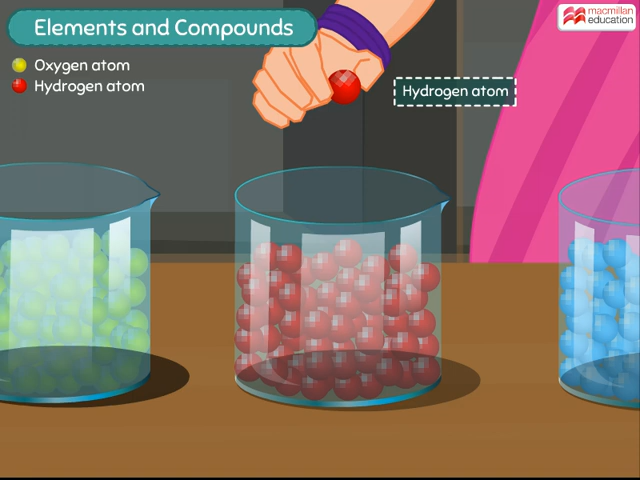 Elements and Compounds
macmillan
education
Oxygen atom
Hydrogen atom
Hydrogen atom